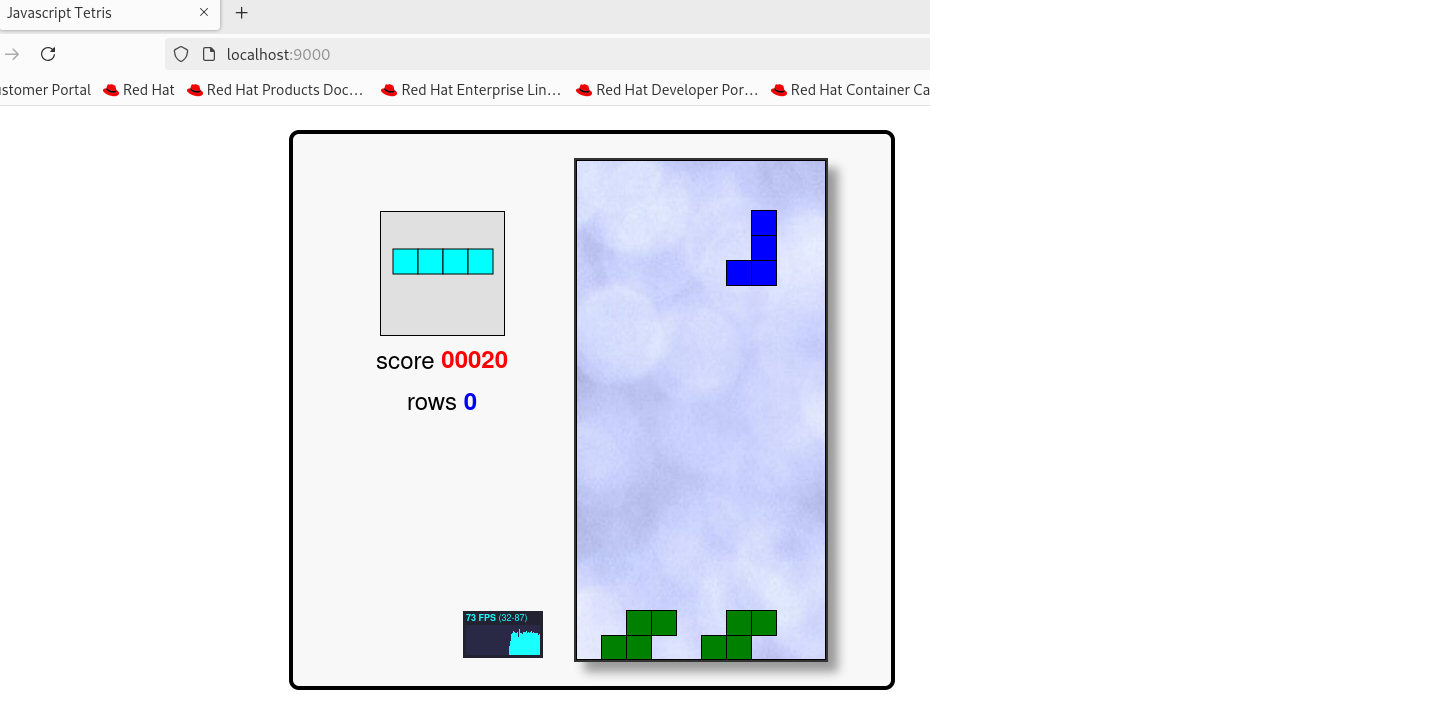 Javascript Tetris
localhost:9000
stomer Portal Red Hat Red Hat Products Doc… Red Hat Enterprise Lin… Red Hat Developer Por… Red Hat Container Ca
score 00020
rows 0
73 FPS (32-87)